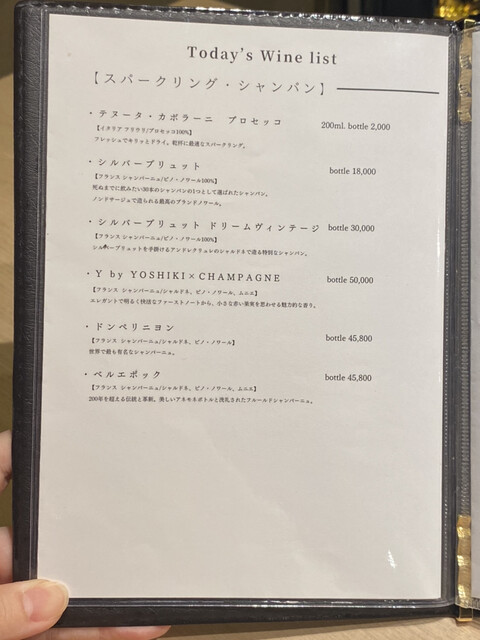 Today's Wine list
【スパークリング・シャンパン】
・テヌータ・カボラーニ プロセッコ 200ml. bottle 2,000
【イタリア フリウリ/プロセッコ100%】
フレッシュでキリッとドライ。乾杯に最適なスパークリング。
・シルバーブリュット bottle 18,000
【フランス シャンパーニュ/ピノ・ノワール100%】
死ぬまでに飲みたい30本のシャンパンの1つとして選ばれたシャンパン。
ノンドサージュで造られる最高のブランドノワール。
・シルバーブリュット ドリームヴィンテージ bottle 30,000
【フランス シャンパーニュ/ピノ・ノワール100%】
シルバーブリュットを手掛けるアンドレクリュレのシャルドネで造る特別なシャンパン。
・Y by YOSHIKI×CHAMPAGNE bottle 50,000
【フランス シャンパーニュ/シャルドネ、ピノ・ノワール、ムニエ】
エレガントで明るく快活なファーストノートから、小さな赤い果実を思わせる魅力的な香り。
・ドンペリニヨン bottle 45,800
【フランス シャンパーニュ/シャルドネ、ピノ・ノワール】
世界で最も有名なシャンパーニュ。
・ベルエポック bottle 45,800
【フランス シャンパーニュ/シャルドネ、ピノ・ノワール、ムニエ】
200年を超える伝統と革新。美しいアネモネボトルと洗礼されたフルールドシャンパーニュ。